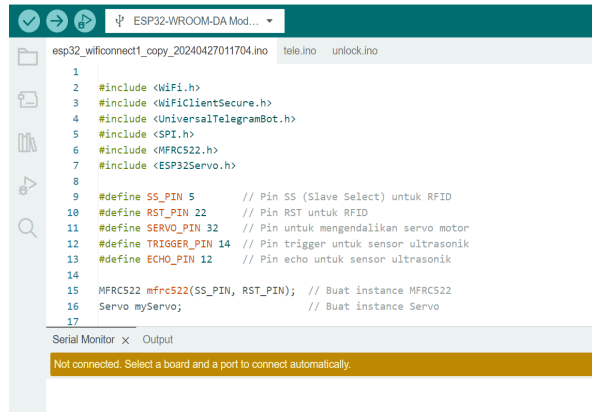 ESP32-WROOM-DA Mod...
esp32_wificonnect1_copy_20240427011704.ino tele.ino unlock.ino
1
2 #include <WiFi.h>
3 #include <WiFiClientSecure.h>
4 #include <UniversalTelegramBot.h>
5 #include <SPI.h>
6 #include <MFRC522.h>
7 #include <ESP32Servo.h>
8
9 #define SS_PIN 5 // Pin SS (Slave Select) untuk RFID
10 #define RST_PIN 22 // Pin RST untuk RFID
11 #define SERVO_PIN 32 // Pin untuk mengendalikan servo motor
12 #define TRIGGER_PIN 14 // Pin trigger untuk sensor ultrasonik
13 #define ECHO_PIN 12 // Pin echo untuk sensor ultrasonik
14
15 MFRC522 mfrc522(SS_PIN, RST_PIN); // Buat instance MFRC522
16 Servo myServo; // Buat instance Servo
17
Serial Monitor × Output
Not connected. Select a board and a port to connect automatically.